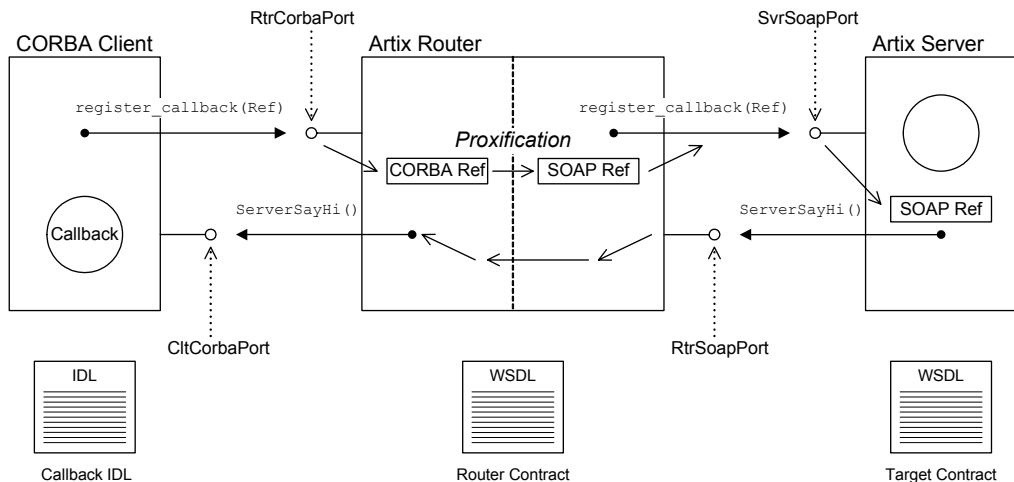 RtrCorbaPort
SvrSoapPort
CORBA Client
Artix Router
Artix Server
register_callback(Ref)
register_callback(Ref)
Proxification
CORBA Ref
SOAP Ref
ServerSayHi()
ServerSayHi()
SOAP Ref
Callback
CltCorbaPort
RtrSoapPort
IDL
WSDL
WSDL
Callback IDL
Router Contract
Target Contract